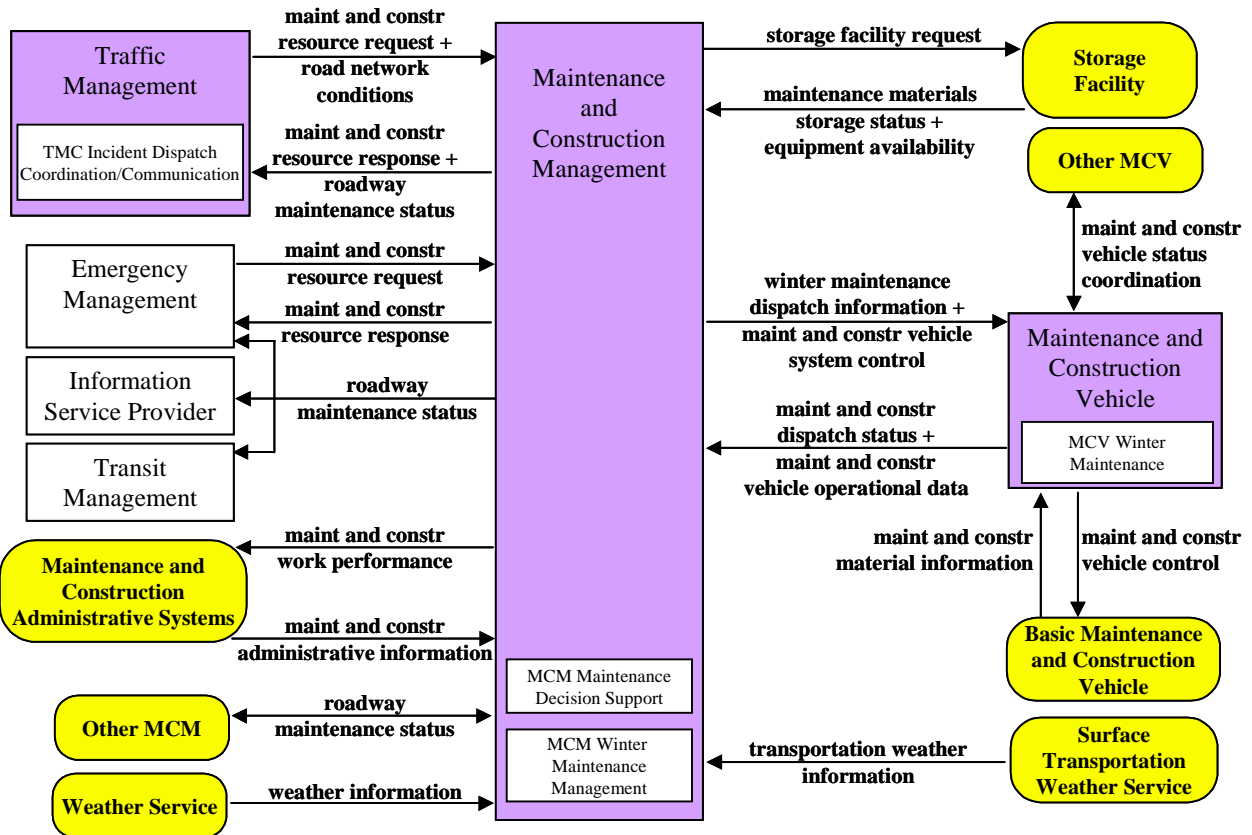 Traffic
Management
TMC Incident Dispatch
Coordination/Communication
maint and constr
resource request +
road network
conditions
maint and constr
resource response +
roadway
maintenance status
Emergency
Management
maint and constr
resource request
maint and constr
resource response
Information
Service Provider
roadway
maintenance status
Transit
Management
Maintenance and
Construction
Administrative Systems
maint and constr
work performance
maint and constr
administrative information
Other MCM
roadway
maintenance status
Weather Service
weather information
Maintenance
and
Construction
Management
MCM Maintenance
Decision Support
MCM Winter
Maintenance
Management
storage facility request
maintenance materials
storage status +
equipment availability
Storage
Facility
Other MCV
maint and constr
vehicle status
coordination
winter maintenance
dispatch information +
maint and constr vehicle
system control
maint and constr
dispatch status +
maint and constr
vehicle operational data
Maintenance and
Construction
Vehicle
MCV Winter
Maintenance
maint and constr
material information
maint and constr
vehicle control
Basic Maintenance
and Construction
Vehicle
transportation weather
information
Surface
Transportation
Weather Service